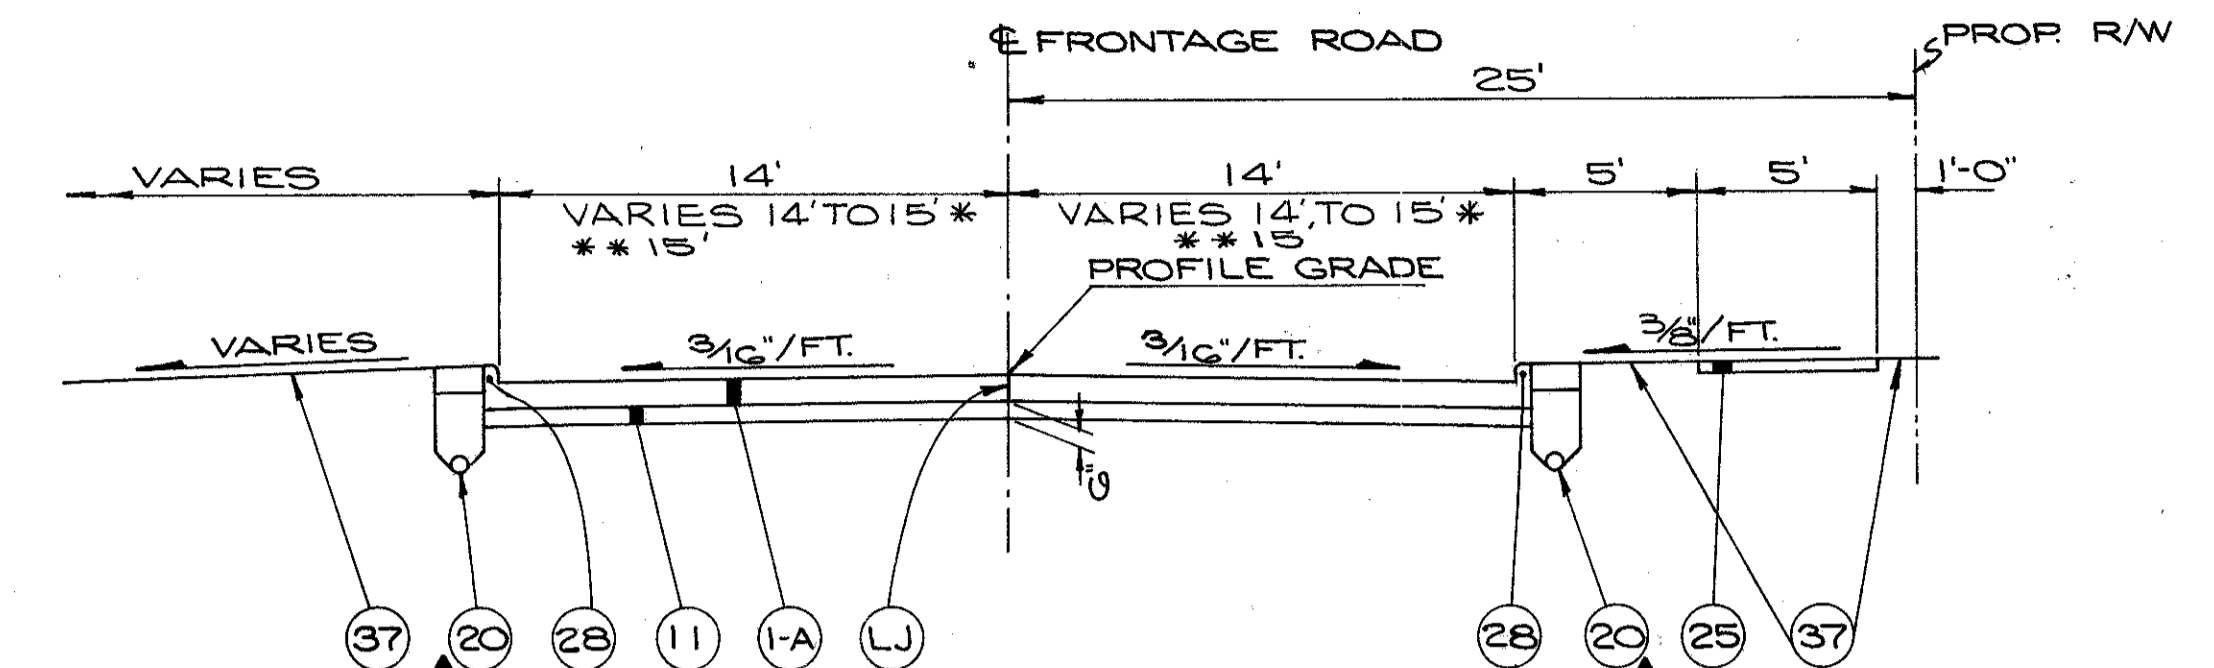 ℄ FRONTAGE ROAD
PROP. R/W
25'
VARIES
14'
14'
5'
5'
1'-0"
VARIES 14' TO 15' *
* * 15'
VARIES 14' TO 15' *
* * 15'
PROFILE GRADE
VARIES
3/16"/FT.
3/16"/FT.
3/8"/FT.
37
20
28
11
1-A
LJ
28
20
25
37